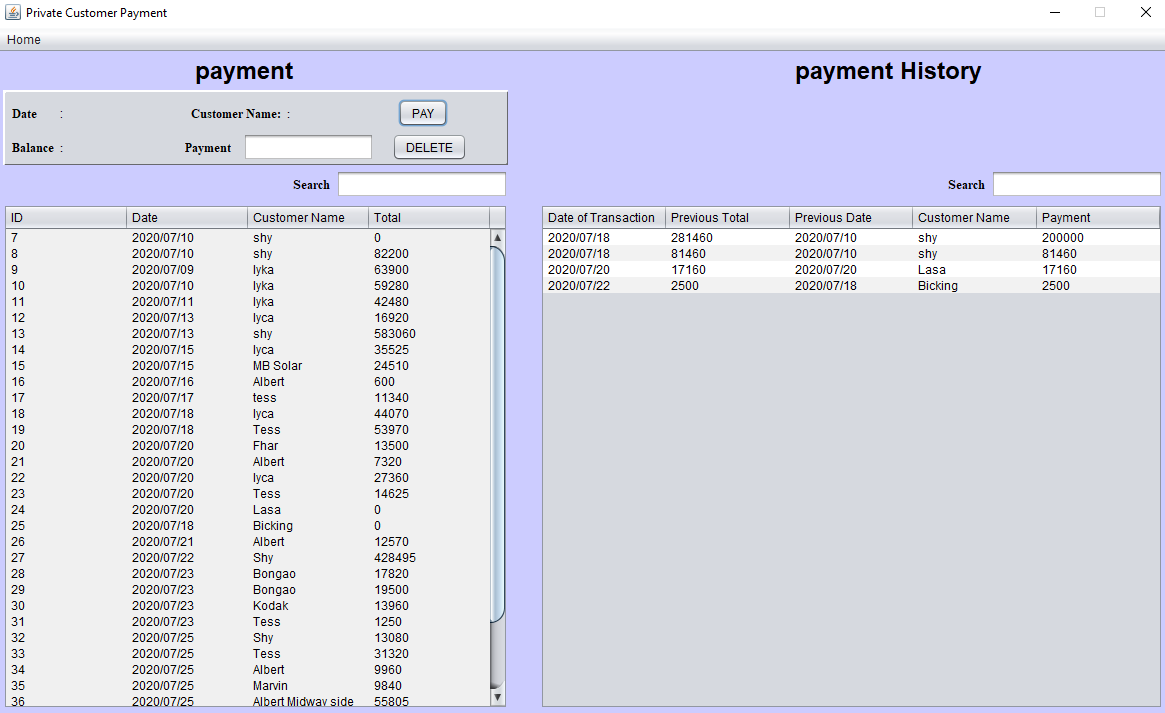 Private Customer Payment
Home
payment
Date :
Customer Name: :
PAY
Balance :
Payment
DELETE
Search
ID Date Customer Name Total
7 2020/07/10 shy 0
8 2020/07/10 shy 82200
9 2020/07/09 lyka 63900
10 2020/07/10 lyka 59280
11 2020/07/11 lyka 42480
12 2020/07/13 lyca 16920
13 2020/07/13 shy 583060
14 2020/07/15 lyca 35525
15 2020/07/15 MB Solar 24510
16 2020/07/16 Albert 600
17 2020/07/17 tess 11340
18 2020/07/18 lyca 44070
19 2020/07/18 Tess 53970
20 2020/07/20 Fhar 13500
21 2020/07/20 Albert 7320
22 2020/07/20 lyca 27360
23 2020/07/20 Tess 14625
24 2020/07/20 Lasa 0
25 2020/07/18 Bicking 0
26 2020/07/21 Albert 12570
27 2020/07/22 Shy 428495
28 2020/07/23 Bongao 17820
29 2020/07/23 Bongao 19500
30 2020/07/23 Kodak 13960
31 2020/07/23 Tess 1250
32 2020/07/25 Shy 13080
33 2020/07/25 Tess 31320
34 2020/07/25 Albert 9960
35 2020/07/25 Marvin 9840
36 2020/07/25 Albert Midway side 55805
payment History
Search
Date of Transaction Previous Total Previous Date Customer Name Payment
2020/07/18 281460 2020/07/10 shy 200000
2020/07/18 81460 2020/07/10 shy 81460
2020/07/20 17160 2020/07/20 Lasa 17160
2020/07/22 2500 2020/07/18 Bicking 2500